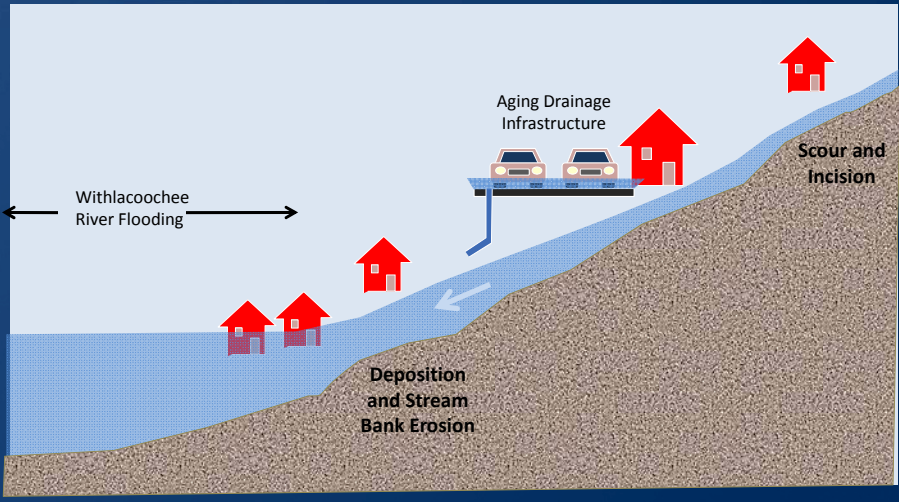 Aging Drainage
Infrastructure
Scour and
Incision
Withlacoochee
River Flooding
Deposition
and Stream
Bank Erosion